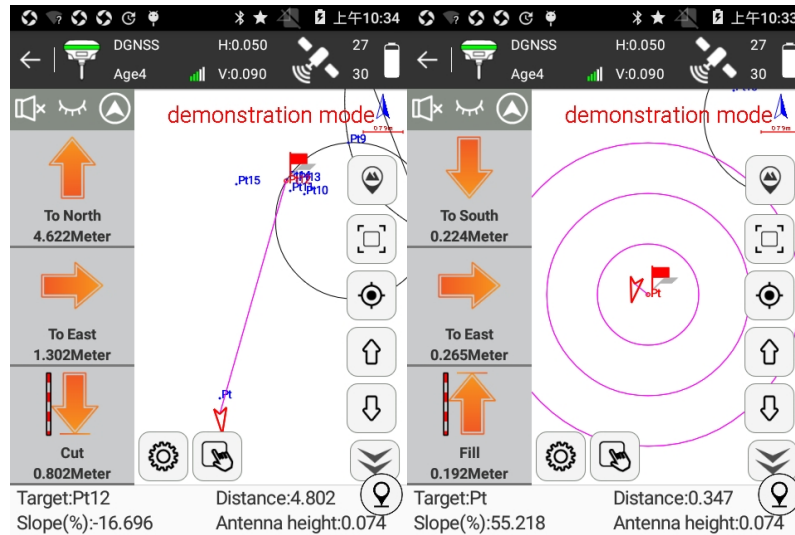 上午10:34
DGNSS H:0.050 27
Age4 V:0.090 30
demonstration mode
0.79m
Pt9
Pt15
Pt13
Pt10
To North
4.622Meter
To East
1.302Meter
Pt
Cut
0.802Meter
Target:Pt12 Distance:4.802
Slope(%):-16.696 Antenna height:0.074
上午10:33
DGNSS H:0.050 27
Age4 V:0.090 30
demonstration mode
0.79m
To South
0.224Meter
Pt
To East
0.265Meter
Fill
0.192Meter
Target:Pt Distance:0.347
Slope(%):55.218 Antenna height:0.074